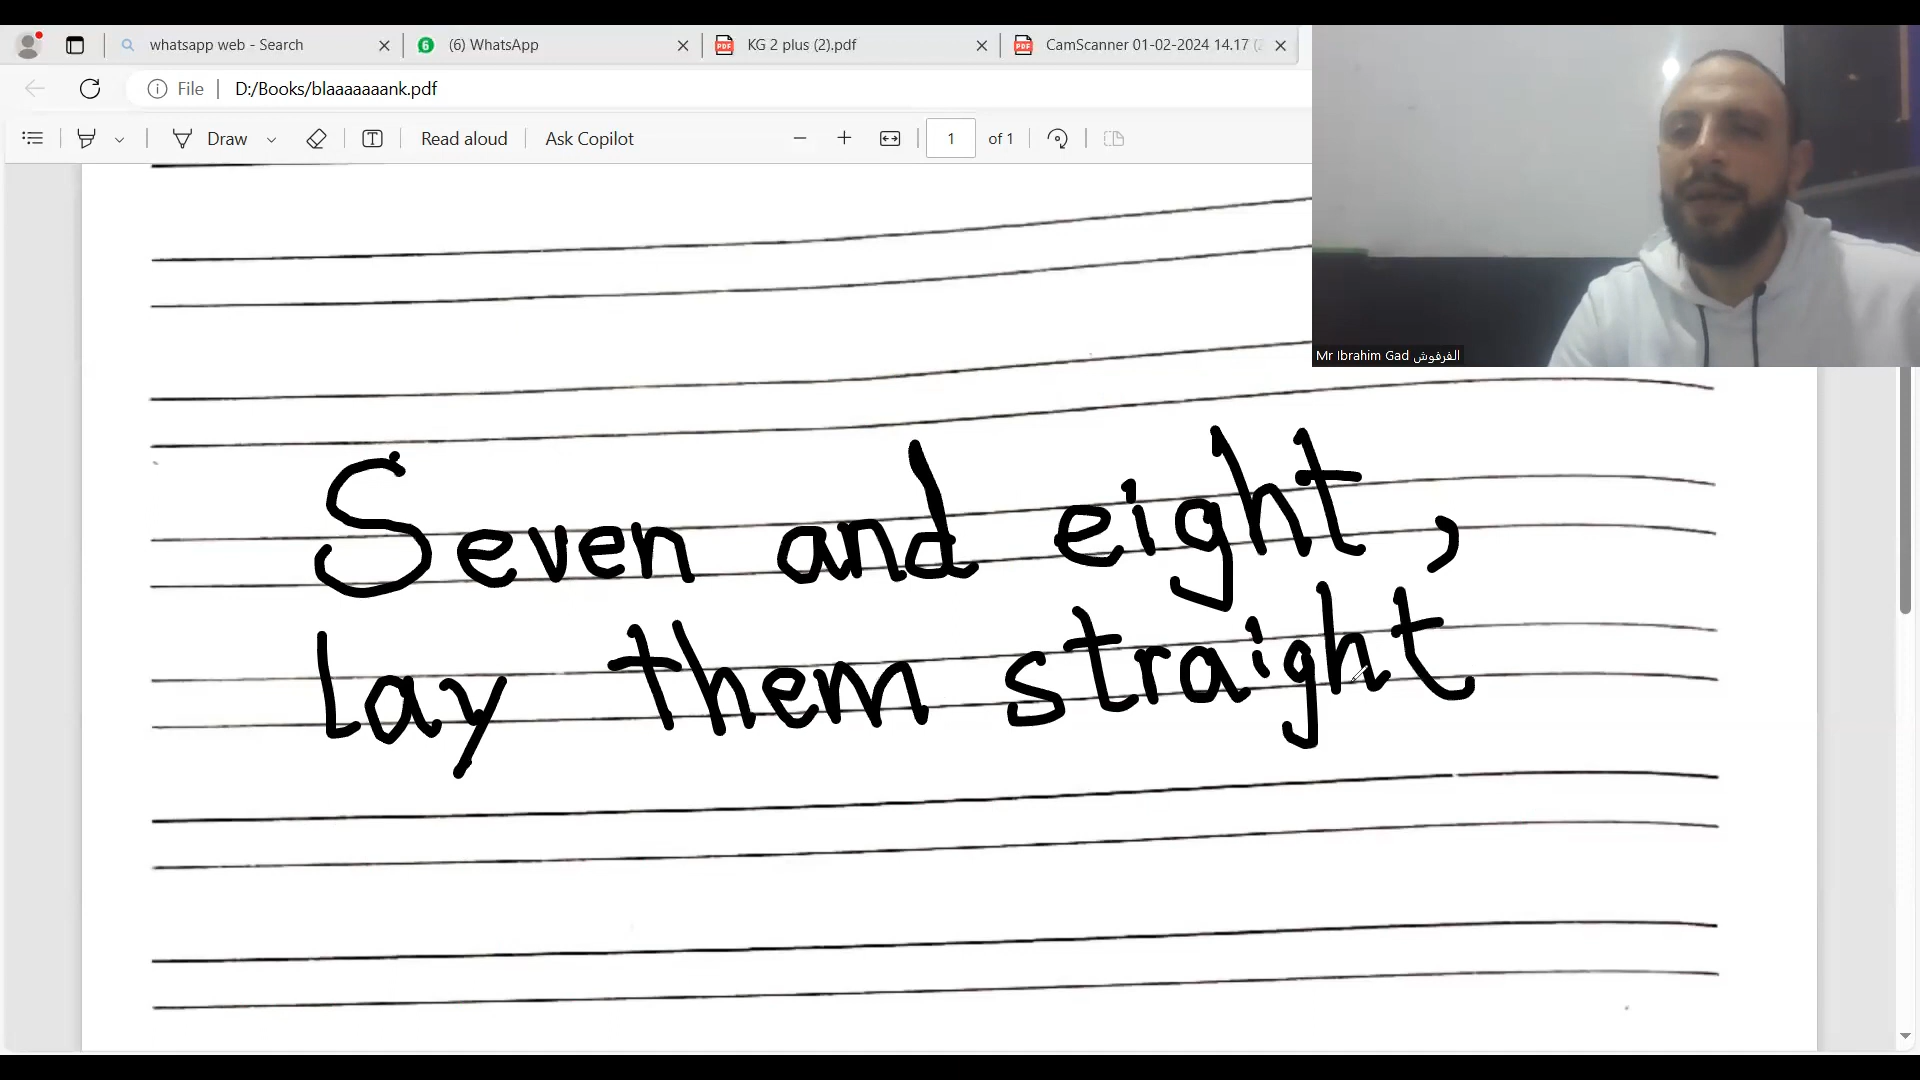 whatsapp web - Search
(6) WhatsApp
KG 2 plus (2).pdf
CamScanner 01-02-2024 14.17 (2
File
D:/Books/blaaaaaaank.pdf
Draw
Read aloud
Ask Copilot
1 of 1
Mr Ibrahim Gad الفرفوش
Seven and eight,
lay them straight